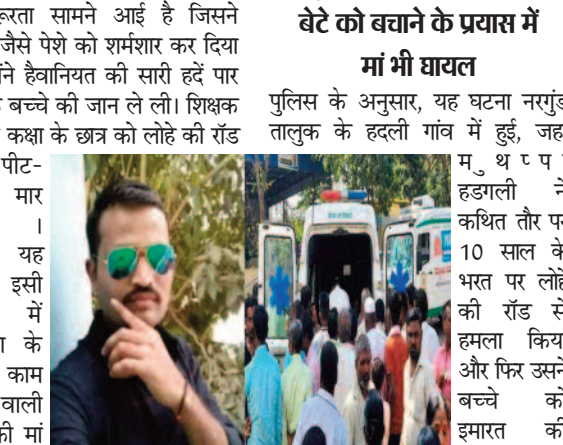 सामने आई है जिसने
जैसे पेशे को शर्मशार कर दिया
हैवानियत की सारी हदें पार
बच्चे की जान ले ली। शिक्षक
कक्षा के छात्र को लोहे की रॉड
पीट-
मार
।
यह
इसी
में
के
काम
वाली
मां
बेटे को बचाने के प्रयास में
मां भी घायल
पुलिस के अनुसार, यह घटना नरगुंड
तालुक के हदली गांव में हुई, जह
मुथप्प
हडगली ने
कथित तौर पर
10 साल के
भरत पर लोहे
की रॉड से
हमला किया
और फिर उसने
बच्चे को
इमारत की